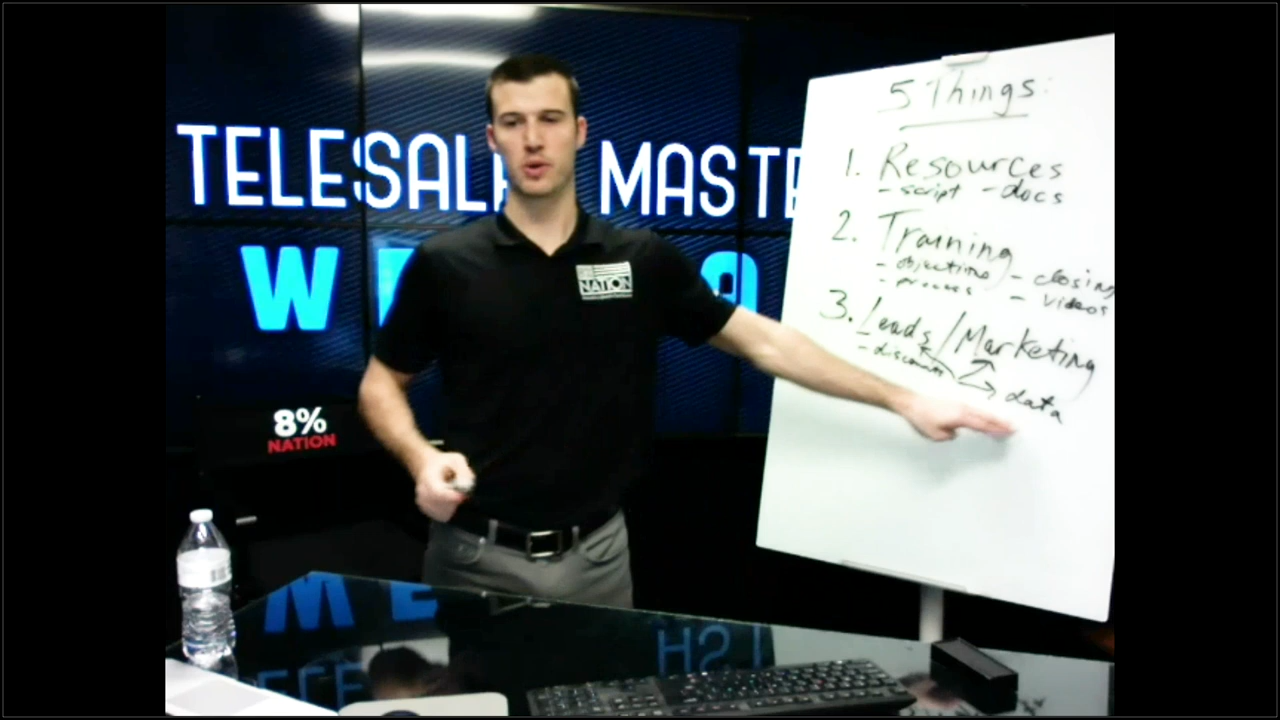 TELESAL MASTE
W
8%
NATION
NATION
5 Things:
1. Resources
- script - docs
2. Training
- objections - closing
- process - videos
3. Leads/Marketing
- discount
data